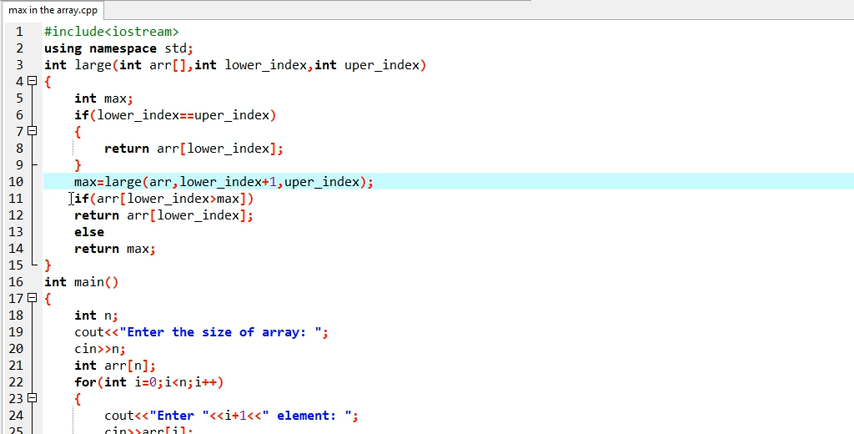 max in the array.cpp
1 #include<iostream>
2 using namespace std;
3 int large(int arr[],int lower_index,int uper_index)
4 {
5 int max;
6 if(lower_index==uper_index)
7 {
8 return arr[lower_index];
9 }
10 max=large(arr,lower_index+1,uper_index);
11 if(arr[lower_index>max])
12 return arr[lower_index];
13 else
14 return max;
15 }
16 int main()
17 {
18 int n;
19 cout<<"Enter the size of array: ";
20 cin>>n;
21 int arr[n];
22 for(int i=0;i<n;i++)
23 {
24 cout<<"Enter "<<i+1<<" element: ";
25 cin>>arr[i];